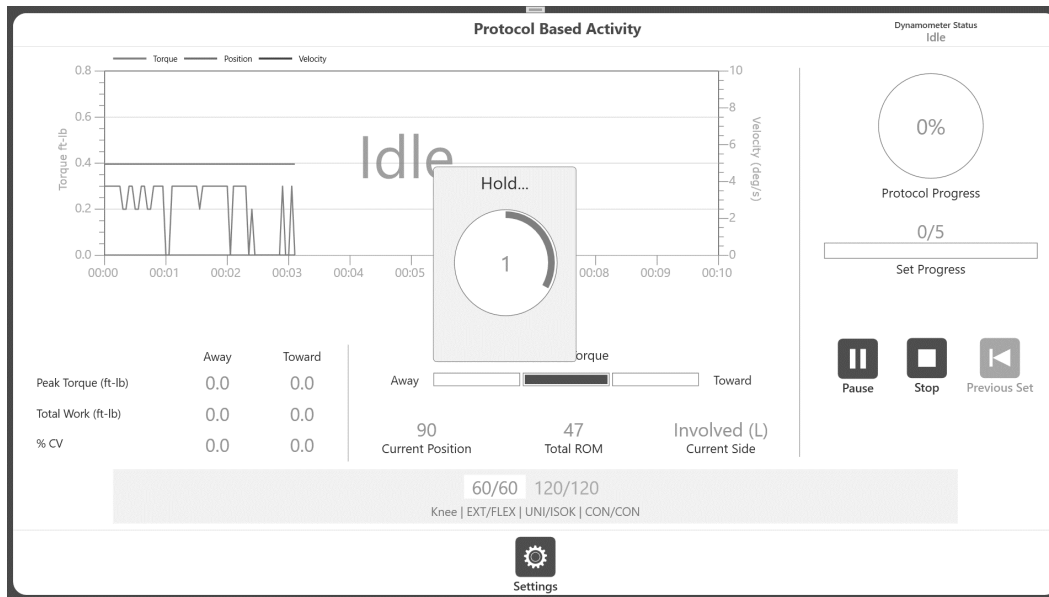 Protocol Based Activity
Dynamometer Status
Idle
Torque Position Velocity
0.8
0.6
0.4
0.2
0.0
Torque ft-lb
10
8
6
4
2
0
Velocity (deg/s)
00:00 00:01 00:02 00:03 00:04 00:05 00:08 00:09 00:10
Idle
Hold...
1
0%
Protocol Progress
0/5
Set Progress
Pause Stop Previous Set
Away Toward
Peak Torque (ft-lb) 0.0 0.0
Total Work (ft-lb) 0.0 0.0
% CV 0.0 0.0
orque
Away Toward
90 47 Involved (L)
Current Position Total ROM Current Side
60/60 120/120
Knee | EXT/FLEX | UNI/ISOK | CON/CON
Settings